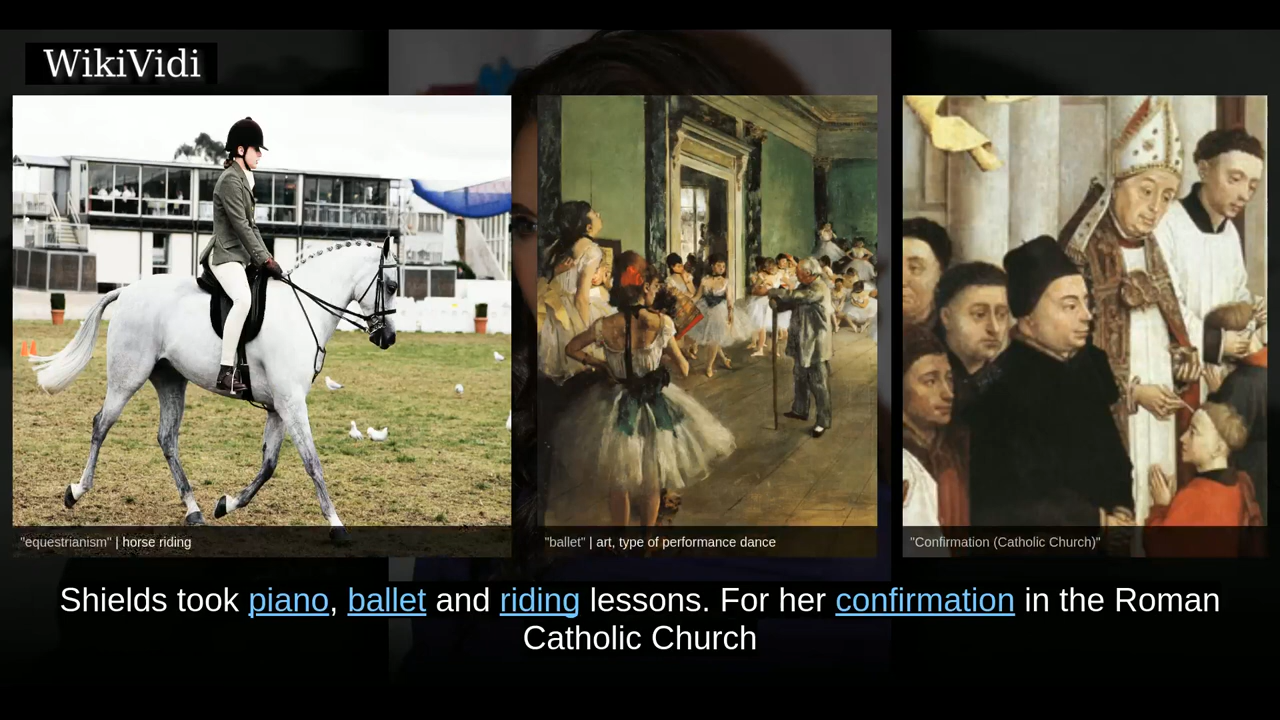 WikiVidi
"equestrianism" | horse riding
"ballet" | art, type of performance dance
"Confirmation (Catholic Church)"
Shields took piano, ballet and riding lessons. For her confirmation in the Roman
Catholic Church